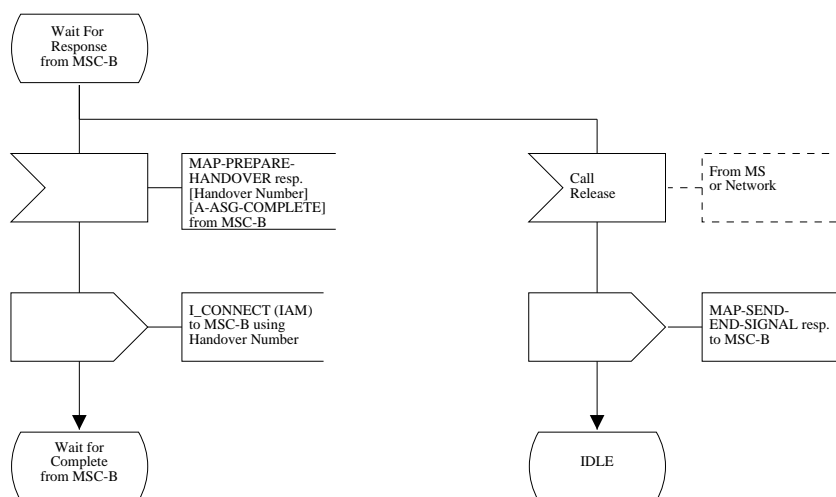 Wait For
Response
from MSC-B
MAP-PREPARE-
HANDOVER resp.
[Handover Number]
[A-ASG-COMPLETE]
from MSC-B
Call
Release
From MS
or Network
I_CONNECT (IAM)
to MSC-B using
Handover Number
MAP-SEND-
END-SIGNAL resp.
to MSC-B
Wait for
Complete
from MSC-B
IDLE